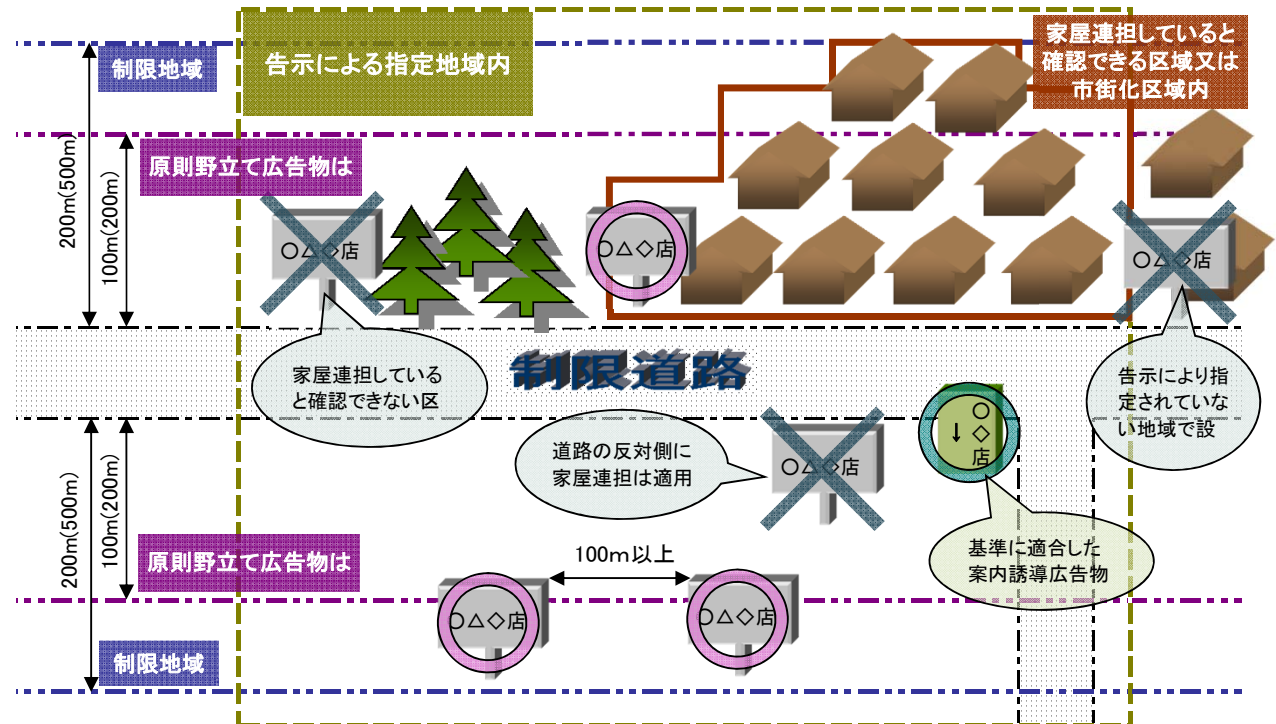 制限地域
告示による指定地域内
家屋連担していると
確認できる区域又は
市街化区域内
200m(500m)
100m(200m)
原則野立て広告物は
○△◇店
○△◇店
○△◇店
家屋連担している
と確認できない区
制限道路
告示により指
定されていな
い地域で設
道路の反対側に
家屋連担は適用
○△◇店
○◇店
↓
基準に適合した
案内誘導広告物
200m(500m)
100m(200m)
原則野立て広告物は
100m以上
○△◇店
○△◇店
制限地域